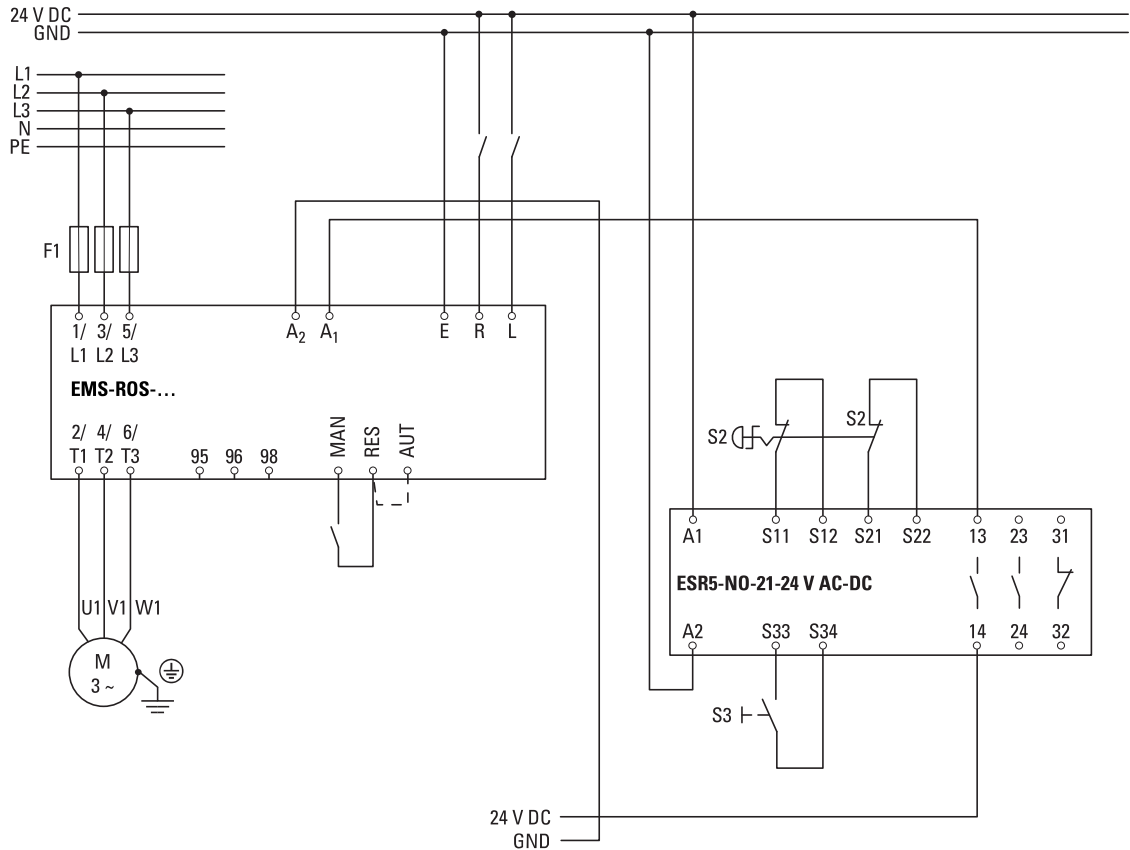 24 V DC
GND
L1
L2
L3
N
PE
F1
1/ 3/ 5/ A2 A1 E R L
L1 L2 L3
EMS-ROS-...
2/ 4/ 6/
T1 T2 T3 95 96 98 MAN RES AUT
S2 S2
A1 S11 S12 S21 S22 13 23 31
ESR5-NO-21-24 V AC-DC
A2 S33 S34 14 24 32
U1 V1 W1
M
3 ~
S3
24 V DC
GND